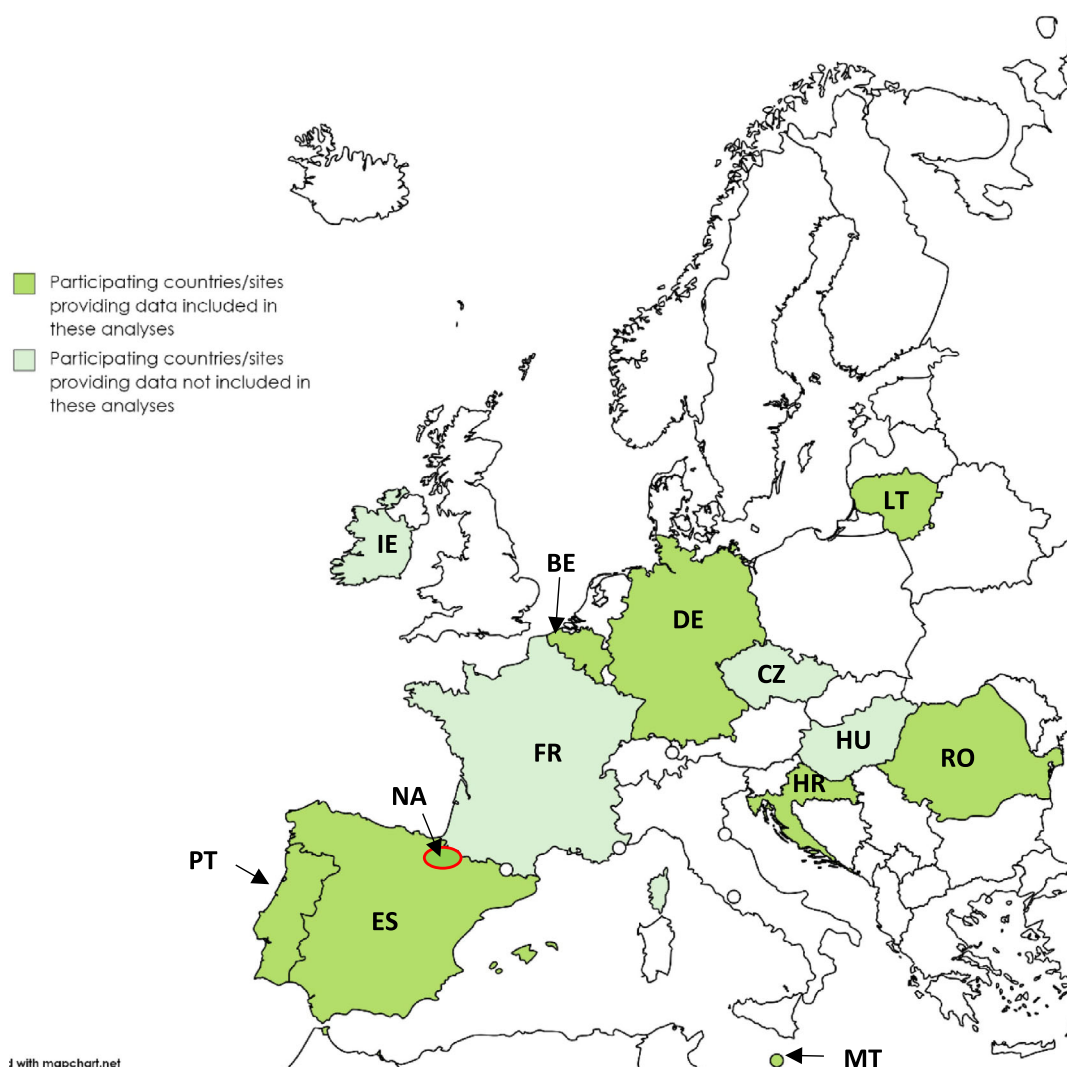 Participating countries/sites
providing data included in
these analyses
Participating countries/sites
providing data not included in
these analyses
LT
IE
BE
DE
CZ
HU
FR
RO
HR
NA
PT
ES
MT
d with mapchart.net